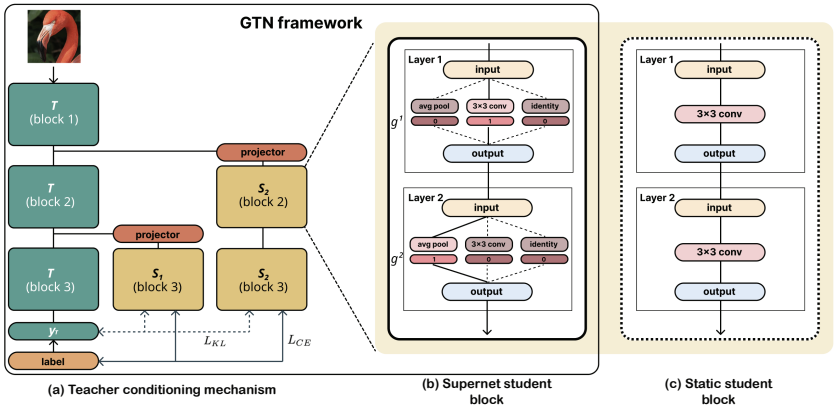 GTN framework
T
(block 1)
projector
T
(block 2)
S₂
(block 2)
projector
T
(block 3)
S₁
(block 3)
S₂
(block 3)
yT
L_KL
L_CE
label
(a) Teacher conditioning mechanism
Layer 1
input
g¹
avg pool
3×3 conv
identity
0
1
0
output
Layer 2
input
g²
avg pool
3×3 conv
identity
1
0
0
output
(b) Supernet student
block
Layer 1
input
3×3 conv
output
Layer 2
input
3×3 conv
output
(c) Static student
block